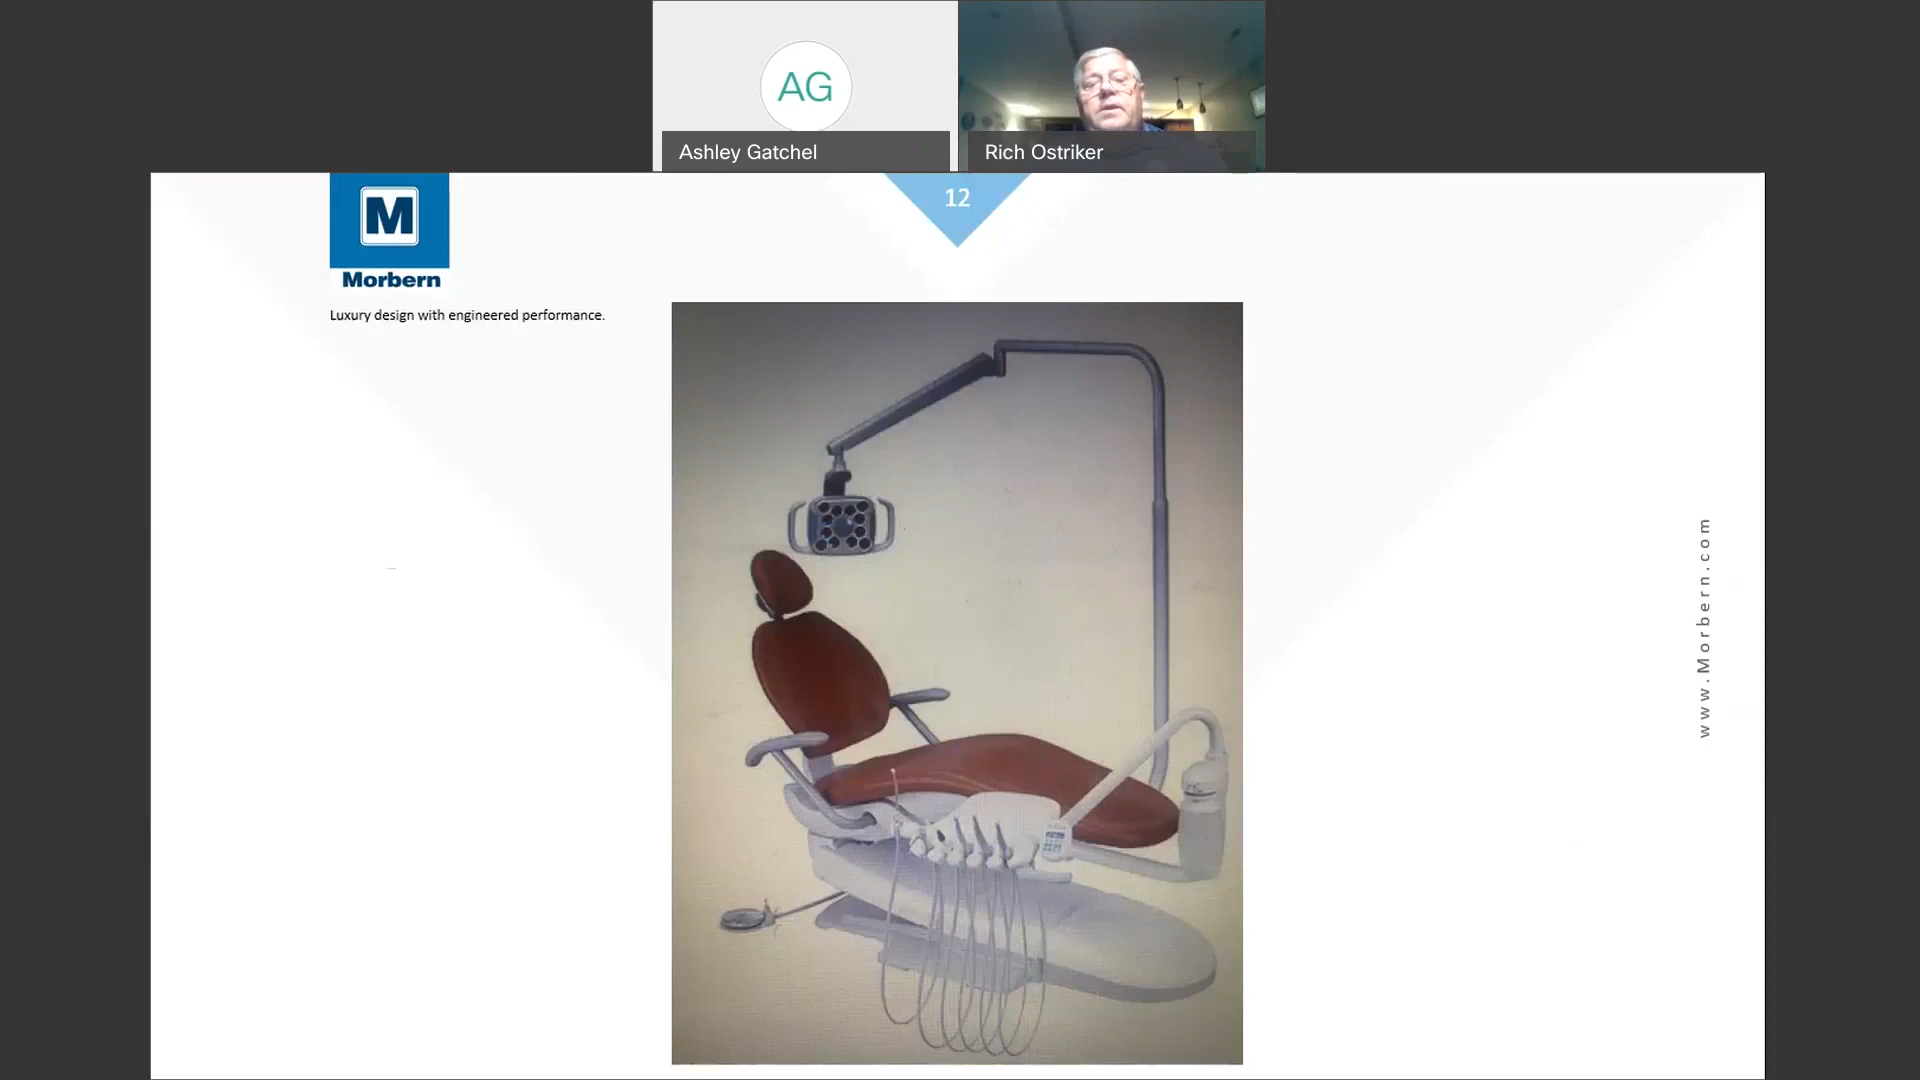 AG
Ashley Gatchel
Rich Ostriker
12
M
Morbern
Luxury design with engineered performance.
www.Morbern.com